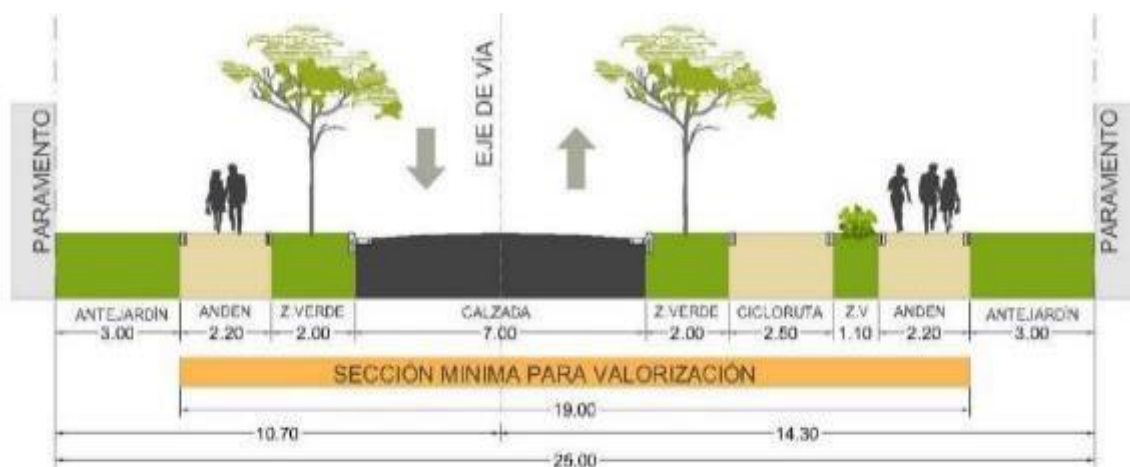 PARAMENTO
EJE DE VÍA
PARAMENTO
ANTEJARDÍN ANDEN Z.VERDE CALZADA Z.VERDE CICLORUTA Z.V ANDEN ANTEJARDÍN
3.00 2.20 2.00 7.00 2.00 2.50 1.10 2.20 3.00
SECCIÓN MINIMA PARA VALORIZACIÓN
19.00
10.70 14.30
25.00